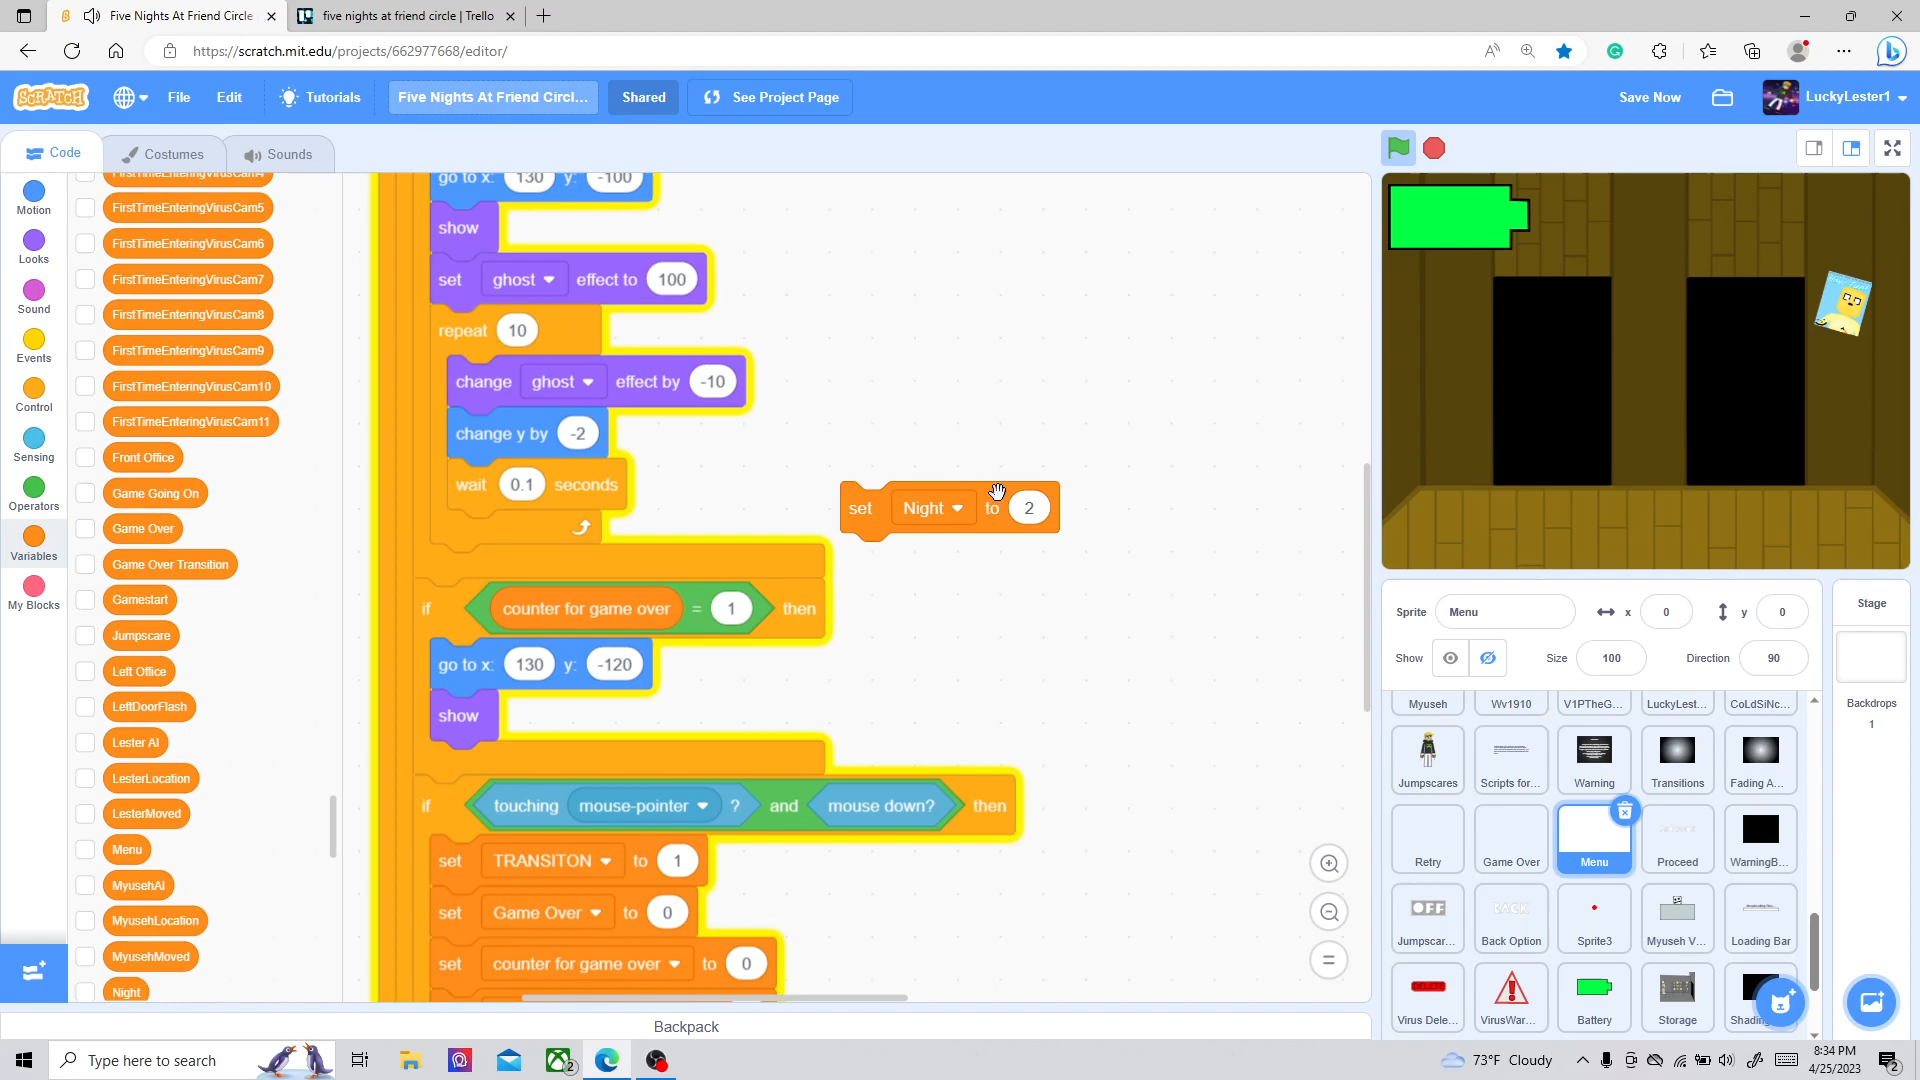 Five Nights At Friend Circle
five nights at friend circle | Trello
https://scratch.mit.edu/projects/662977668/editor/
SCRATCH
File
Edit
Tutorials
Five Nights At Friend Circl...
Shared
See Project Page
Save Now
LuckyLester1
Code
Costumes
Sounds
Motion
Looks
Sound
Events
Control
Sensing
Operators
Variables
My Blocks
FirstTimeEnteringVirusCam4
FirstTimeEnteringVirusCam5
FirstTimeEnteringVirusCam6
FirstTimeEnteringVirusCam7
FirstTimeEnteringVirusCam8
FirstTimeEnteringVirusCam9
FirstTimeEnteringVirusCam10
FirstTimeEnteringVirusCam11
Front Office
Game Going On
Game Over
Game Over Transition
Gamestart
Jumpscare
Left Office
LeftDoorFlash
Lester AI
LesterLocation
LesterMoved
Menu
MyusehAI
MyusehLocation
MyusehMoved
Night
go to x: 130 y: -100
show
set ghost effect to 100
repeat 10
change ghost effect by -10
change y by -2
wait 0.1 seconds
set Night to 2
if counter for game over = 1 then
go to x: 130 y: -120
show
if touching mouse-pointer ? and mouse down? then
set TRANSITON to 1
set Game Over to 0
set counter for game over to 0
Backpack
Sprite Menu x 0 y 0
Show Size 100 Direction 90
Stage
Backdrops
1
Myuseh Wv1910 V1PTheG... LuckyLest... CoLdSiNc...
Jumpscares Scripts for... Warning Transitions Fading A...
Retry Game Over Menu Proceed WarningB...
OFF BACK
Jumpscar... Back Option Sprite3 Myuseh V... Loading Bar
DELETE
Virus Dele... VirusWar... Battery Storage Shading
Type here to search
2
73°F Cloudy
8:34 PM
4/25/2023
2